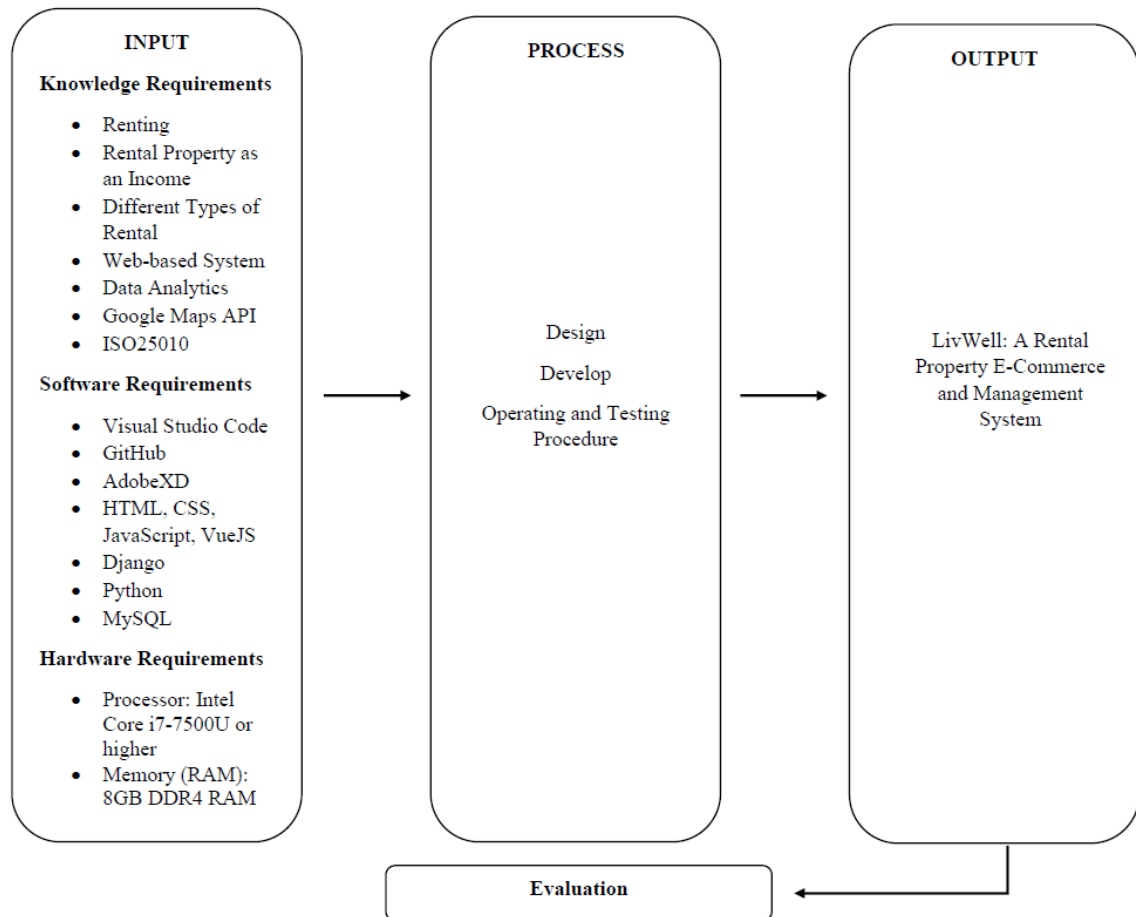 INPUT
Knowledge Requirements
• Renting
• Rental Property as
an Income
• Different Types of
Rental
• Web-based System
• Data Analytics
• Google Maps API
• ISO25010
Software Requirements
• Visual Studio Code
• GitHub
• AdobeXD
• HTML, CSS,
JavaScript, VueJS
• Django
• Python
• MySQL
Hardware Requirements
• Processor: Intel
Core i7-7500U or
higher
• Memory (RAM):
8GB DDR4 RAM
PROCESS
Design
Develop
Operating and Testing
Procedure
OUTPUT
LivWell: A Rental
Property E-Commerce
and Management
System
Evaluation